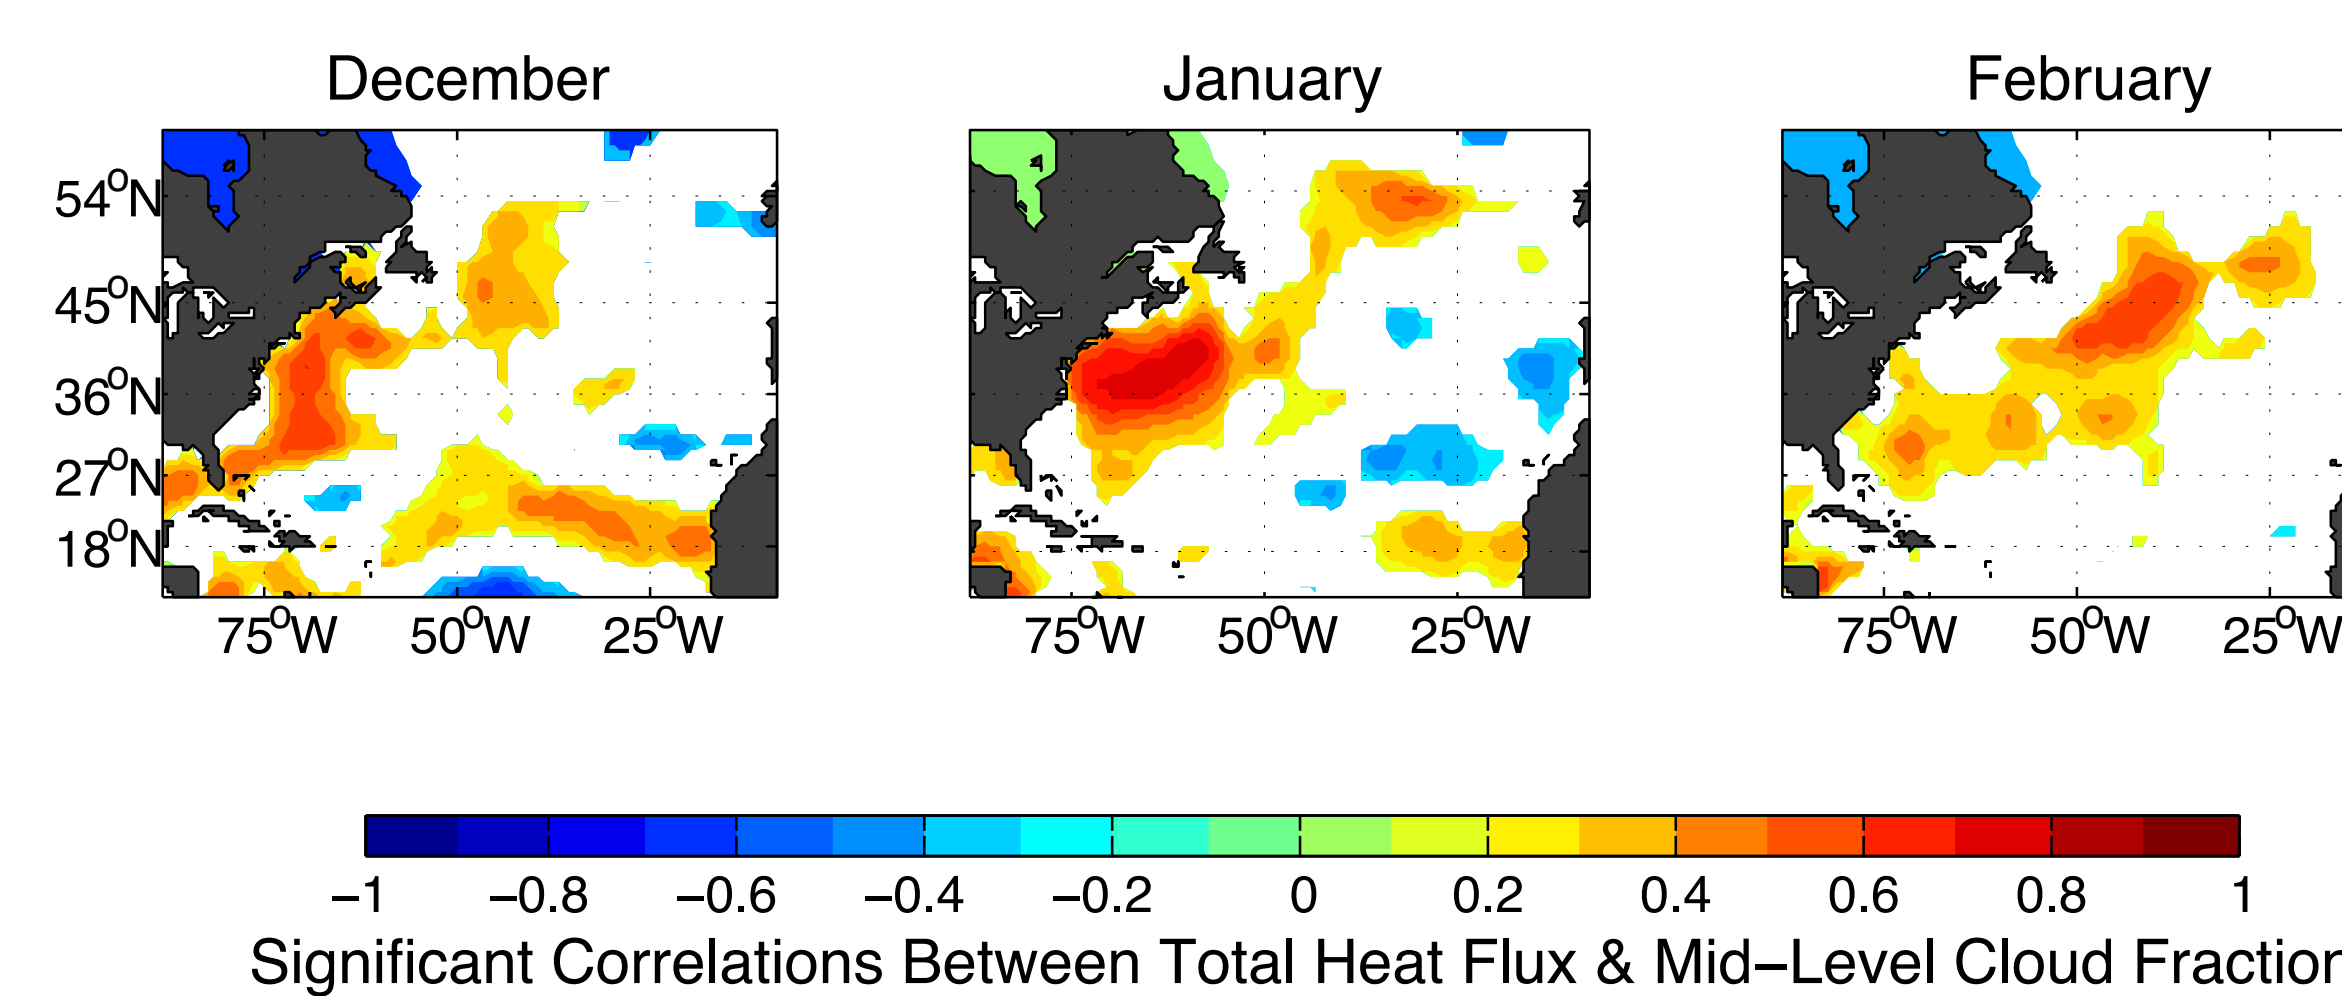 December January February
54°N
45°N
36°N
27°N
18°N
75°W 50°W 25°W 75°W 50°W 25°W 75°W 50°W 25°W
−1 −0.8 −0.6 −0.4 −0.2 0 0.2 0.4 0.6 0.8 1
Significant Correlations Between Total Heat Flux & Mid−Level Cloud Fraction